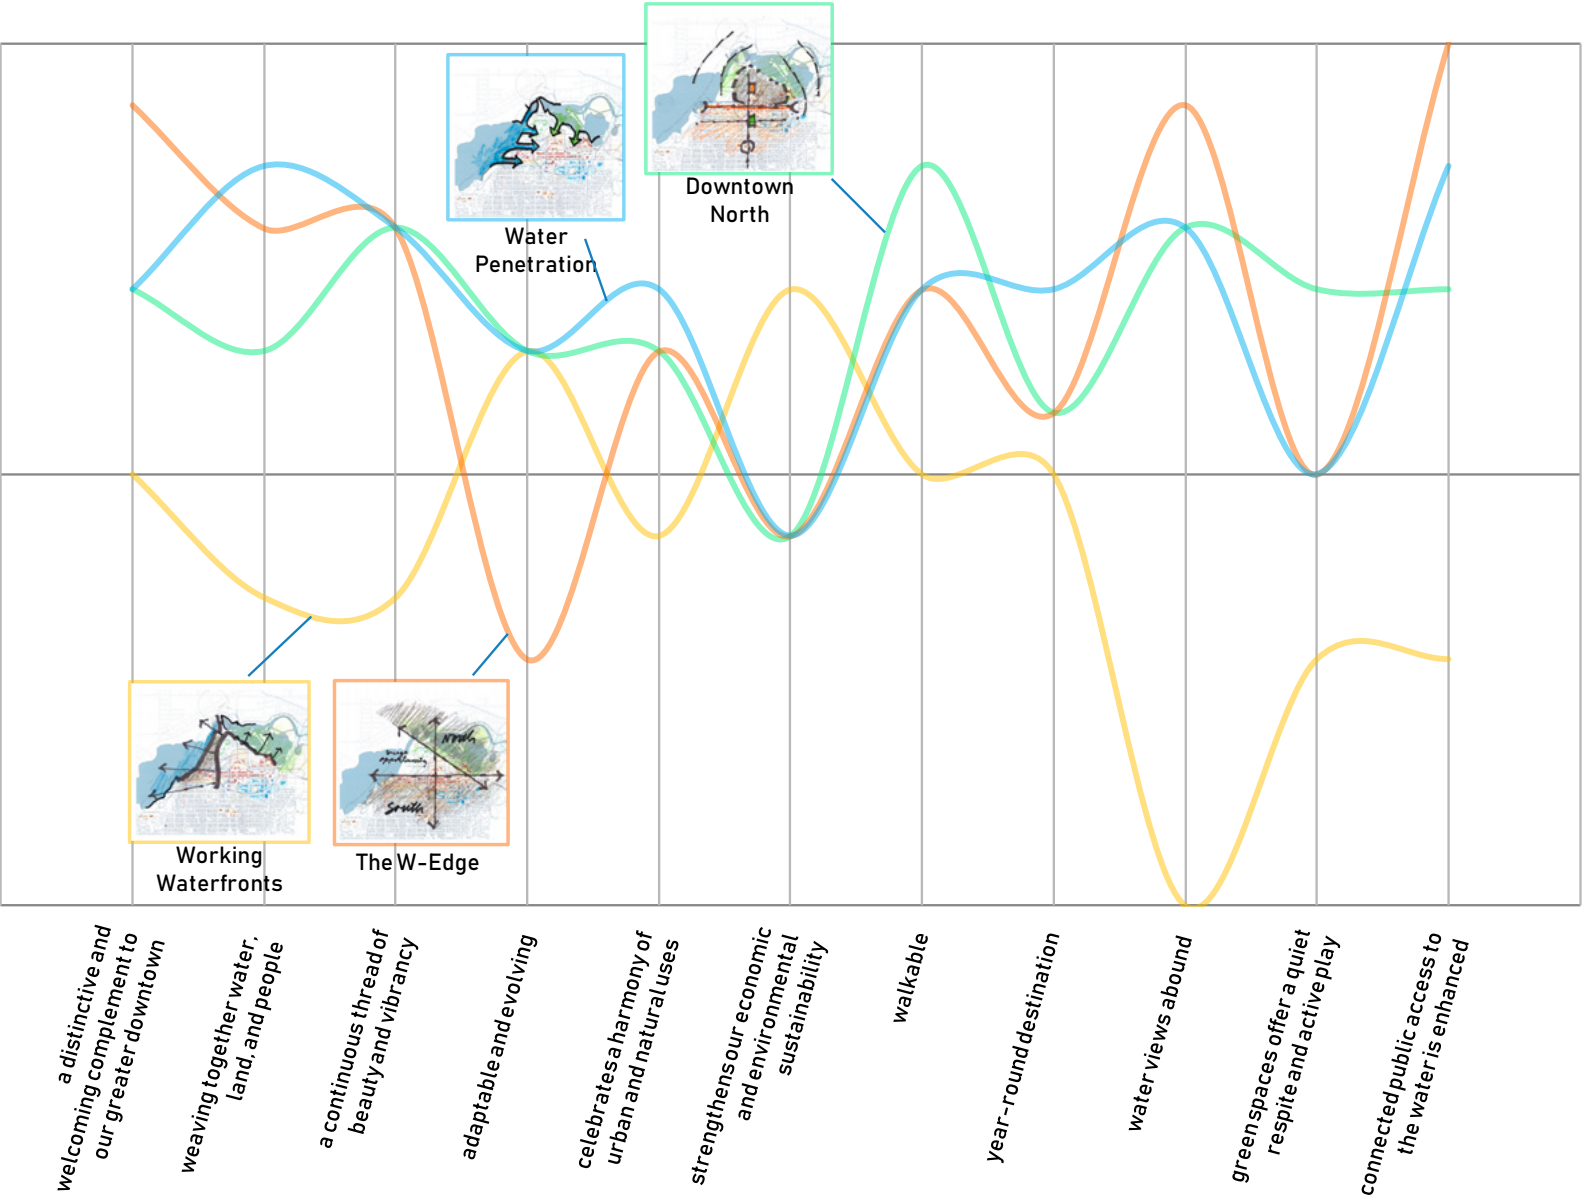 Downtown
North
Water
Penetration
North
South
Working
Waterfronts
The W-Edge
a distinctive and
welcoming complement to
our greater downtown
weaving together water,
land, and people
a continuous thread of
beauty and vibrancy
adaptable and evolving
celebrates a harmony of
urban and natural uses
strengthens our economic
and environmental
sustainability
walkable
year-round destination
water views abound
green spaces offer a quiet
respite and active play
connected public access to
the water is enhanced